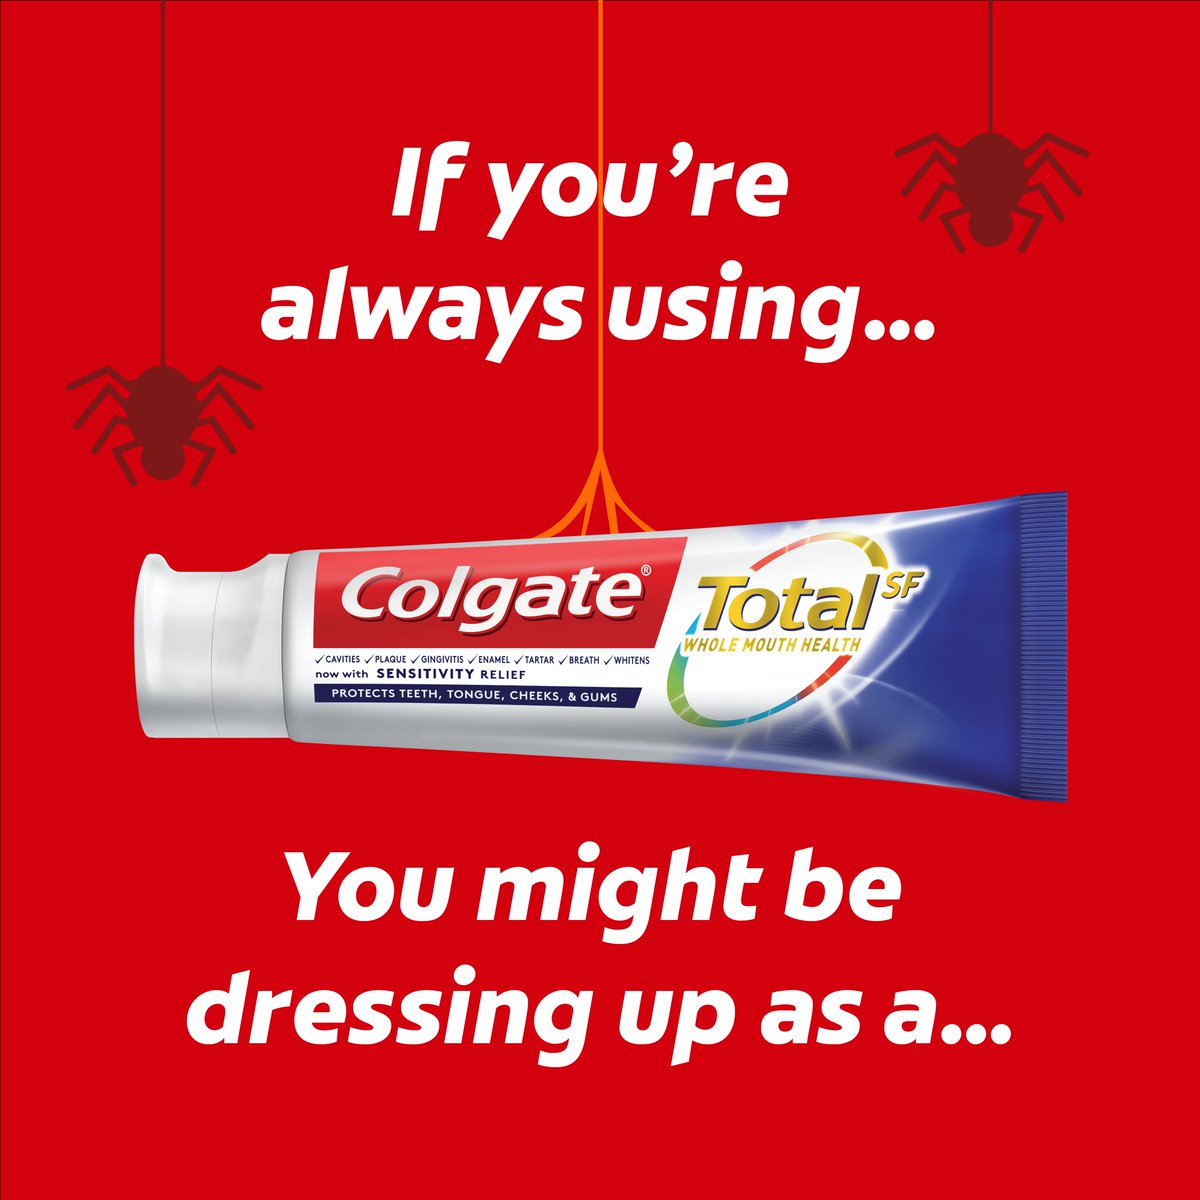 If you're
always using...
Colgate®
Total SF
WHOLE MOUTH HEALTH
✓CAVITIES ✓PLAQUE ✓GINGIVITIS ✓ENAMEL ✓TARTAR ✓BREATH ✓WHITENS
now with SENSITIVITY RELIEF
PROTECTS TEETH, TONGUE, CHEEKS, & GUMS
You might be
dressing up as a...